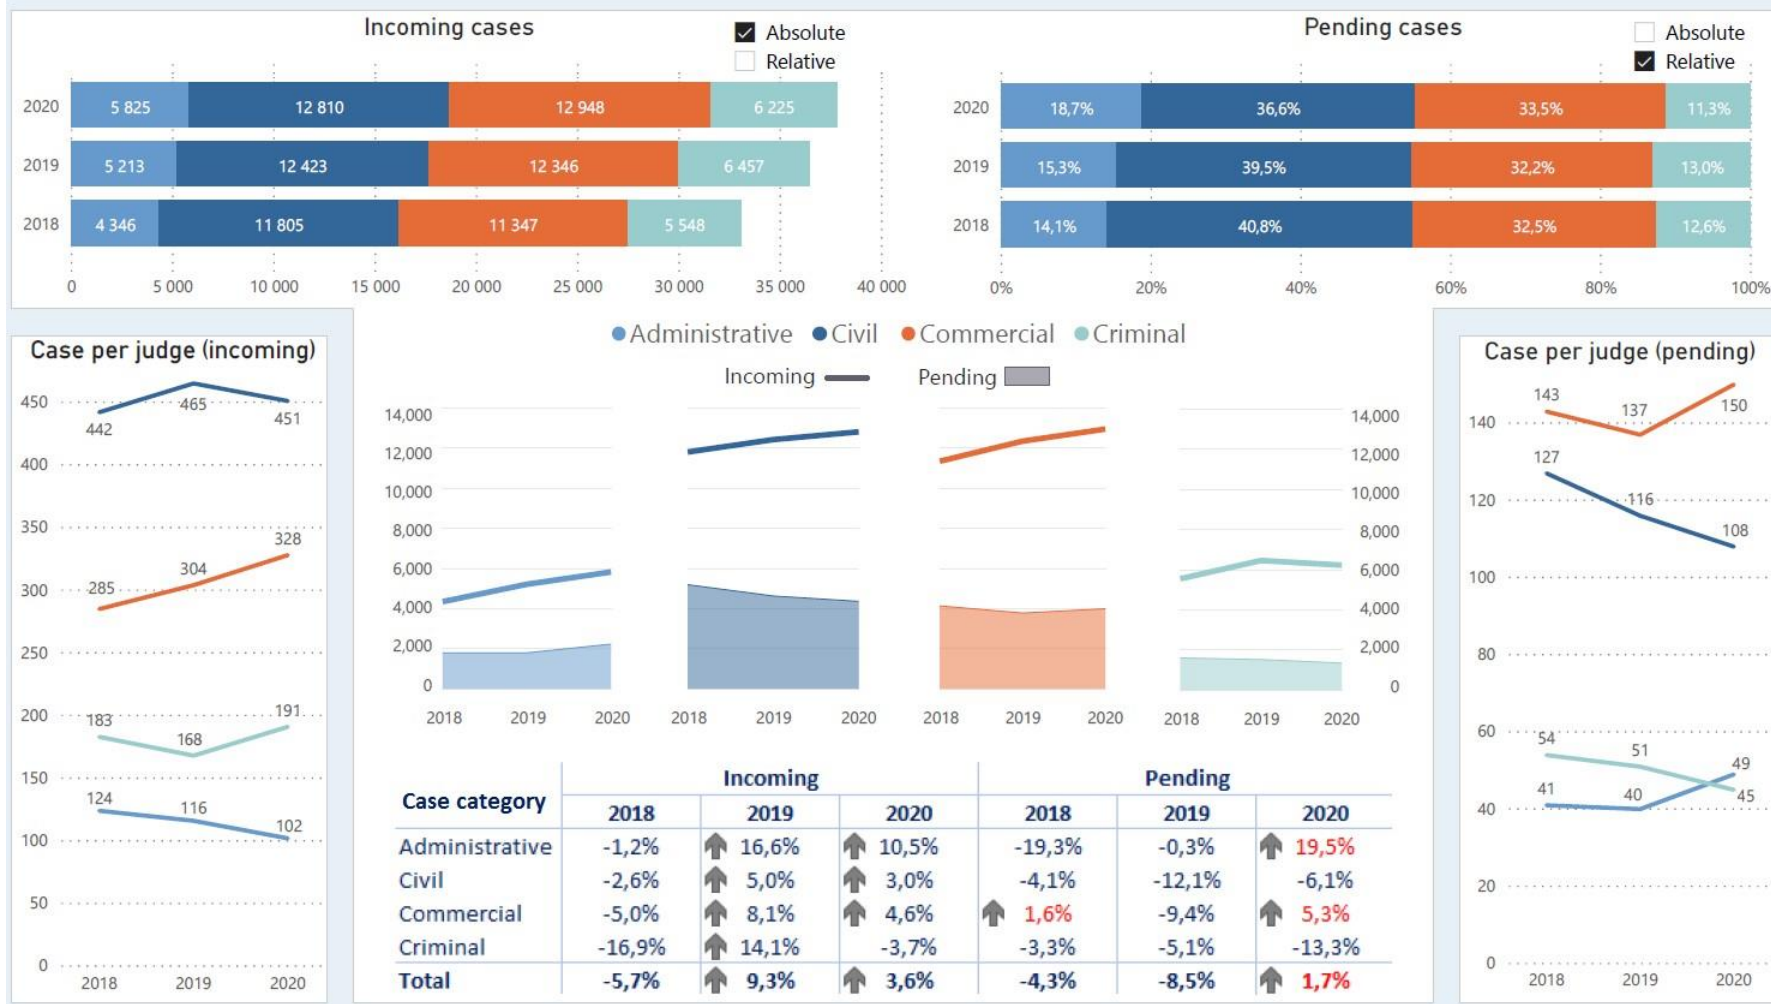 Incoming cases
Absolute
Relative
2020 5 825 12 810 12 948 6 225
2019 5 213 12 423 12 346 6 457
2018 4 346 11 805 11 347 5 548
0 5 000 10 000 15 000 20 000 25 000 30 000 35 000 40 000
Pending cases
Absolute
Relative
2020 18,7% 36,6% 33,5% 11,3%
2019 15,3% 39,5% 32,2% 13,0%
2018 14,1% 40,8% 32,5% 12,6%
0% 20% 40% 60% 80% 100%
Case per judge (incoming)
450
400
350
300
250
200
150
100
50
0
442 465 451
285 304 328
183 168 191
124 116 102
2018 2019 2020
Administrative Civil Commercial Criminal
Incoming Pending
14,000 14,000
12,000 12,000
10,000 10,000
8,000 8,000
6,000 6,000
4,000 4,000
2,000 2,000
0 0
2018 2019 2020 2018 2019 2020 2018 2019 2020 2018 2019 2020
Case category Incoming Pending
2018 2019 2020 2018 2019 2020
Administrative -1,2% 16,6% 10,5% -19,3% -0,3% 19,5%
Civil -2,6% 5,0% 3,0% -4,1% -12,1% -6,1%
Commercial -5,0% 8,1% 4,6% 1,6% -9,4% 5,3%
Criminal -16,9% 14,1% -3,7% -3,3% -5,1% -13,3%
Total -5,7% 9,3% 3,6% -4,3% -8,5% 1,7%
Case per judge (pending)
140
120
100
80
60
40
20
0
143 137 150
127 116 108
54 51 45
41 40 49
2018 2019 2020